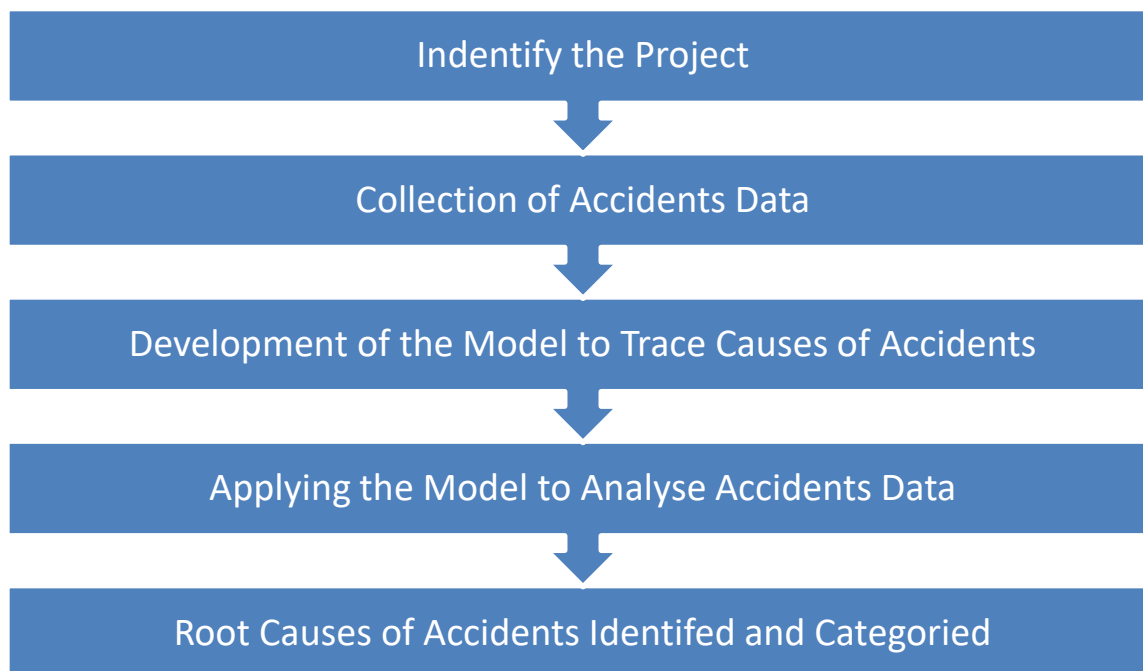 Indentify the Project
Collection of Accidents Data
Development of the Model to Trace Causes of Accidents
Applying the Model to Analyse Accidents Data
Root Causes of Accidents Identifed and Categoried